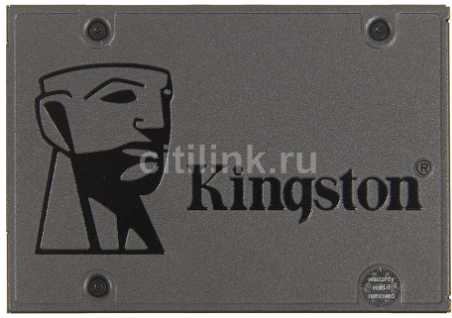 citilink.ru
Kingston®
warranty
void if
removed